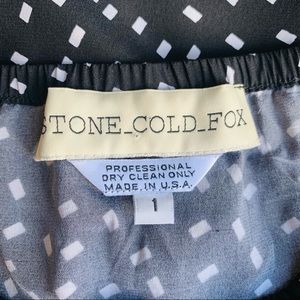 STONE_COLD_FOX
PROFESSIONAL
DRY CLEAN ONLY
MADE IN U.S.A.
1